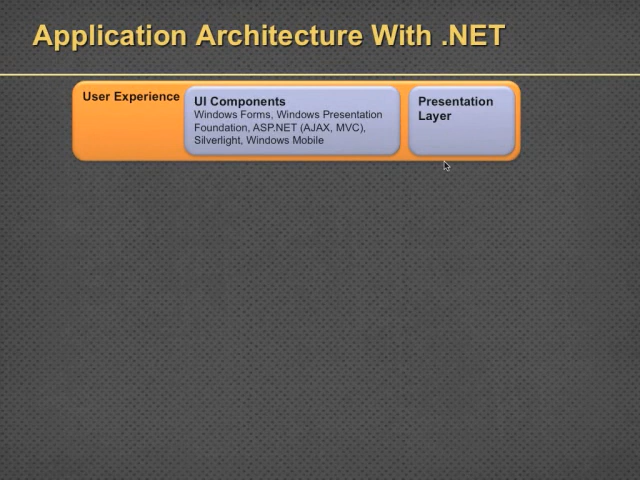 Application Architecture With .NET
User Experience
UI Components
Windows Forms, Windows Presentation
Foundation, ASP.NET (AJAX, MVC),
Silverlight, Windows Mobile
Presentation
Layer